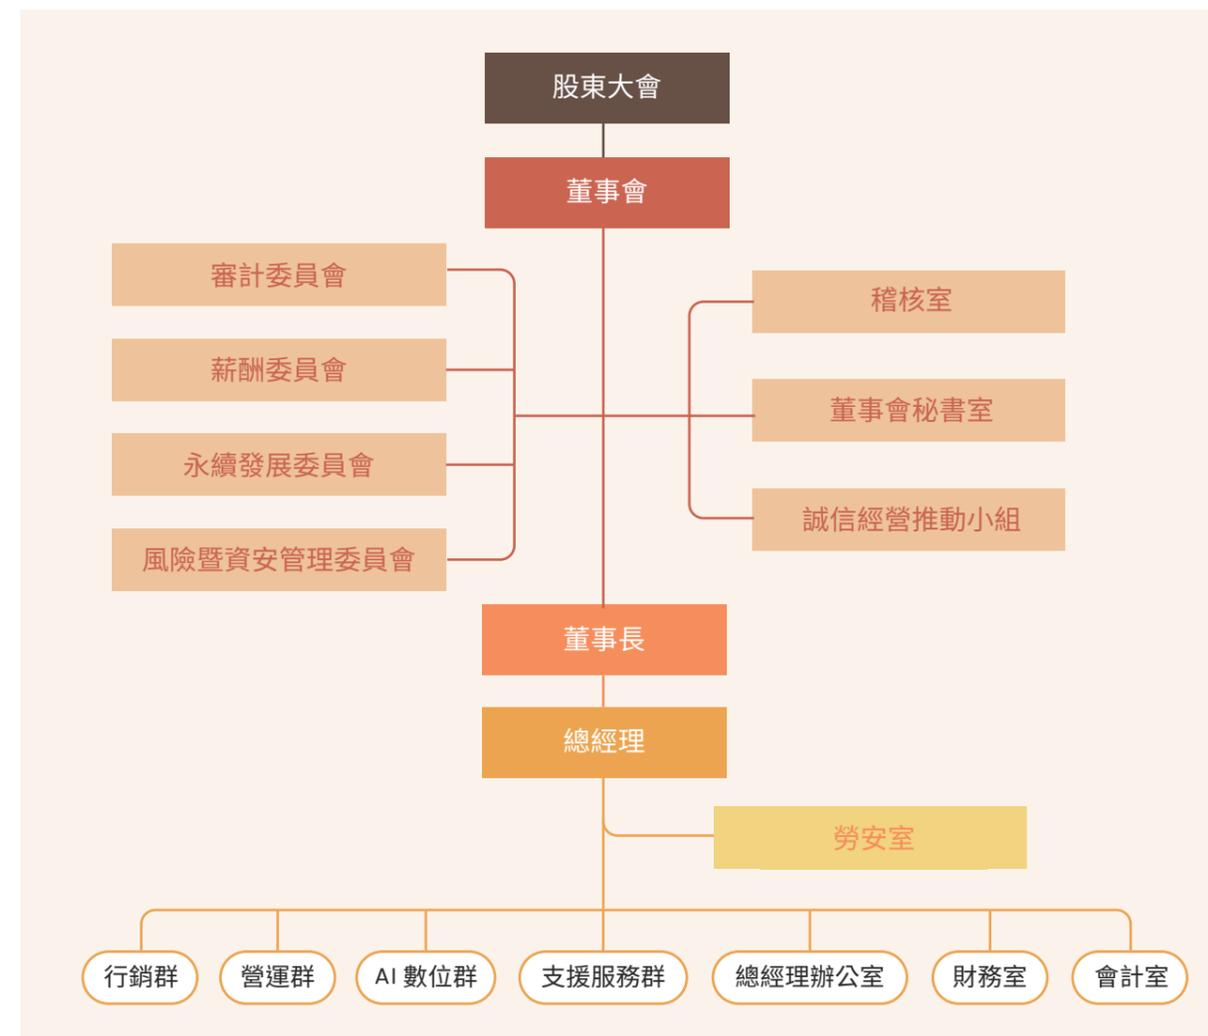 股東大會
董事會
審計委員會
薪酬委員會
永續發展委員會
風險暨資安管理委員會
稽核室
董事會秘書室
誠信經營推動小組
董事長
總經理
勞安室
行銷群
營運群
AI 數位群
支援服務群
總經理辦公室
財務室
會計室